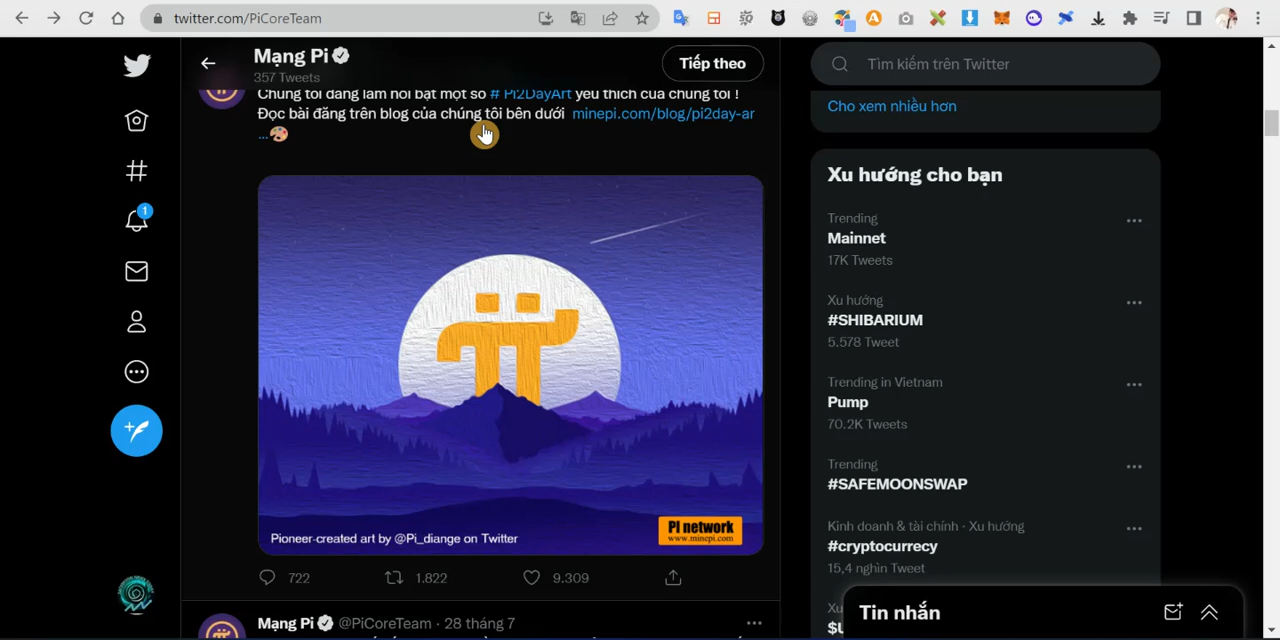 twitter.com/PiCoreTeam
Mạng Pi
357 Tweets
Tiếp theo
Chúng tôi đang làm nổi bật một số # Pi2DayArt yêu thích của chúng tôi !
Đọc bài đăng trên blog của chúng tôi bên dưới minepi.com/blog/pi2day-ar
...
Pioneer-created art by @Pi_diange on Twitter
PI network
www.minepi.com
722
1.822
9.309
Mạng Pi @PiCoreTeam · 28 tháng 7
Tìm kiếm trên Twitter
Cho xem nhiều hơn
Xu hướng cho bạn
Trending
Mainnet
17K Tweets
Xu hướng
#SHIBARIUM
5.578 Tweet
Trending in Vietnam
Pump
70.2K Tweets
Trending
#SAFEMOONSWAP
Kinh doanh & tài chính · Xu hướng
#cryptocurrecy
15,4 nghìn Tweet
Tin nhắn
1